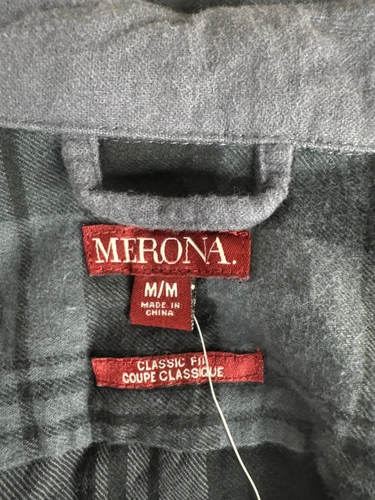 MERONA.
M/M
MADE IN
CHINA
CLASSIC FIT
COUPE CLASSIQUE